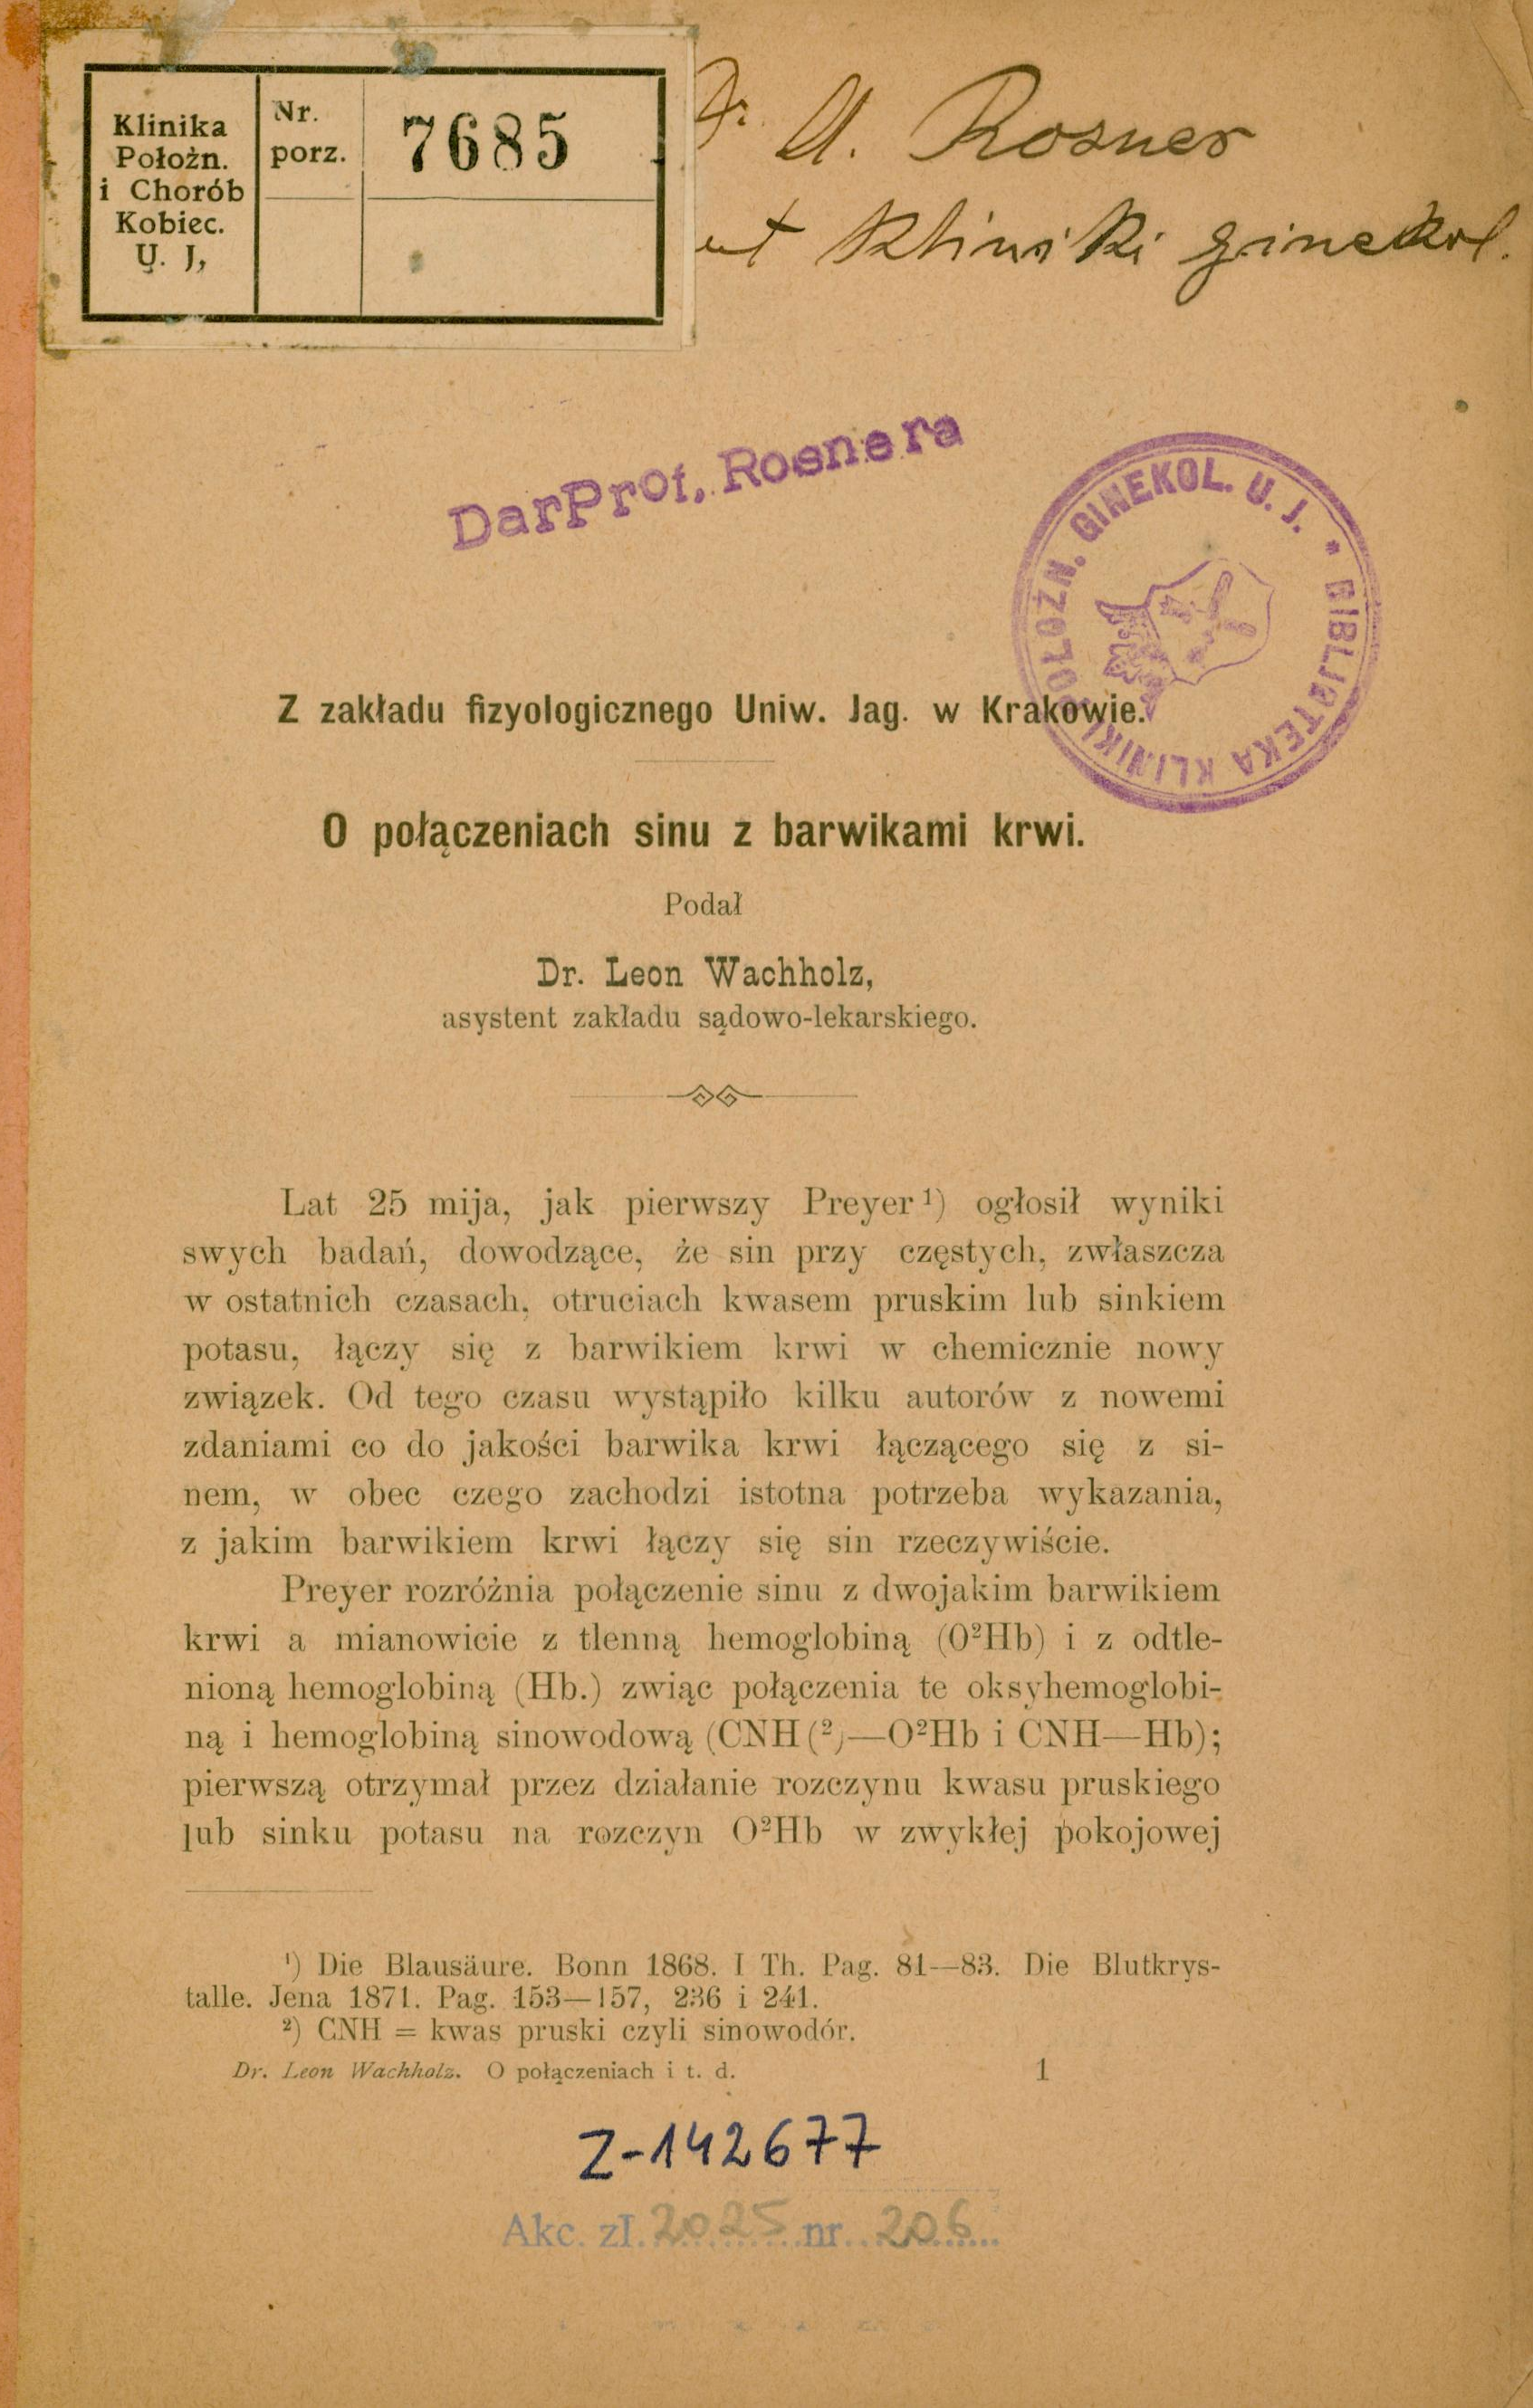 Klinika
Położn.
i Chorób
Kobiec.
U. J,
Nr.
porz.
7685
Dr. A. Rosner
Kliniki ginekol.
DarProf. Rosnera
BIBLJOTEKA KLINIKI POŁOŻN. GINEKOL. U. J. *
Z zakładu fizyologicznego Uniw. Jag. w Krakowie.
O połączeniach sinu z barwikami krwi.
Podał
Dr. Leon Wachholz,
asystent zakładu sądowo-lekarskiego.
Lat 25 mija, jak pierwszy Preyer ¹) ogłosił wyniki
swych badań, dowodzące, że sin przy częstych, zwłaszcza
w ostatnich czasach, otruciach kwasem pruskim lub sinkiem
potasu, łączy się z barwikiem krwi w chemicznie nowy
związek. Od tego czasu wystąpiło kilku autorów z nowemi
zdaniami co do jakości barwika krwi łączącego się z si-
nem, w obec czego zachodzi istotna potrzeba wykazania,
z jakim barwikiem krwi łączy się sin rzeczywiście.
Preyer rozróżnia połączenie sinu z dwojakim barwikiem
krwi a mianowicie z tlenną hemoglobiną (O²Hb) i z odtle-
nioną hemoglobiną (Hb.) zwiąc połączenia te oksyhemoglobi-
ną i hemoglobiną sinowodową (CNH (²)—O²Hb i CNH—Hb);
pierwszą otrzymał przez działanie rozczynu kwasu pruskiego
lub sinku potasu na rozczyn O²Hb w zwykłej pokojowej
¹) Die Blausäure. Bonn 1868. I Th. Pag. 81—83. Die Blutkrys-
talle. Jena 1871. Pag. 153—157, 236 i 241.
²) CNH = kwas pruski czyli sinowodór.
Dr. Leon Wachholz. O połączeniach i t. d. 1
Z-142677
Akc. zl. 2025 nr. 206